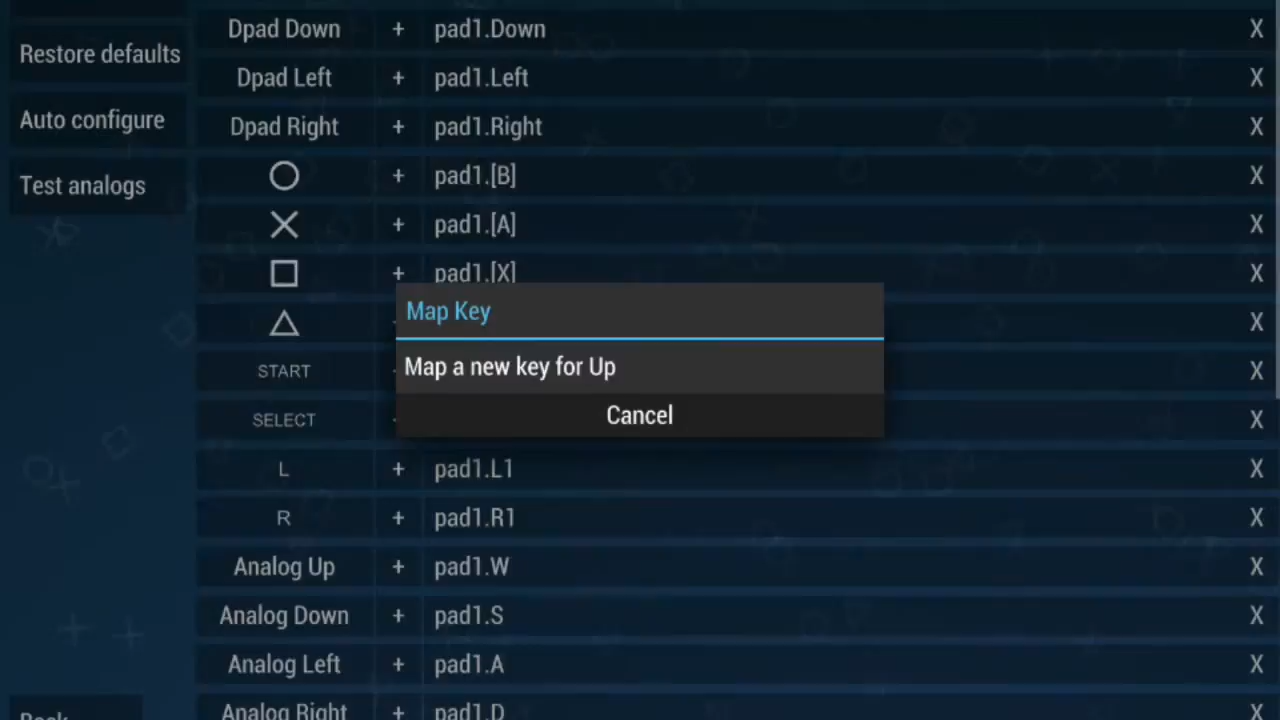 Dpad Down + pad1.Down X
Restore defaults
Dpad Left + pad1.Left X
Auto configure
Dpad Right + pad1.Right X
+ pad1.[B] X
Test analogs
+ pad1.[A] X
+ pad1.[X]
Map Key
X
Map a new key for Up
START X
Cancel
SELECT X
L + pad1.L1 X
R + pad1.R1 X
Analog Up + pad1.W X
Analog Down + pad1.S X
Analog Left + pad1.A X
Back
Analog Right + pad1.D X